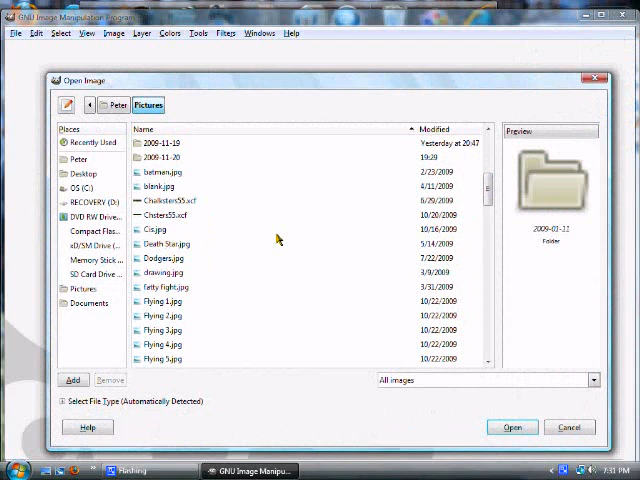 GNU Image Manipulation Program
File Edit Select View Image Layer Colors Tools Filters Windows Help
Open Image
Peter Pictures
Places Name Modified Preview
Recently Used
Peter
Desktop
OS (C:)
RECOVERY (D:)
DVD RW Drive...
Compact Flas...
xD/SM Drive (...
Memory Stick ...
SD Card Drive ...
Pictures
Documents
2009-11-19 Yesterday at 20:47
2009-11-20 19:29
batman.jpg 2/23/2009
blank.jpg 4/11/2009
Chalksters55.xcf 6/29/2009
Chsters55.xcf 10/20/2009
Cis.jpg 10/16/2009
Death Star.jpg 5/14/2009
Dodgers.jpg 7/22/2009
drawing.jpg 3/9/2009
fatty fight.jpg 3/31/2009
Flying 1.jpg 10/22/2009
Flying 2.jpg 10/22/2009
Flying 3.jpg 10/22/2009
Flying 4.jpg 10/22/2009
Flying 5.jpg 10/22/2009
2009-01-11
Folder
Add Remove All images
Select File Type (Automatically Detected)
Help Open Cancel
Flashing GNU Image Manipu... 7:31 PM